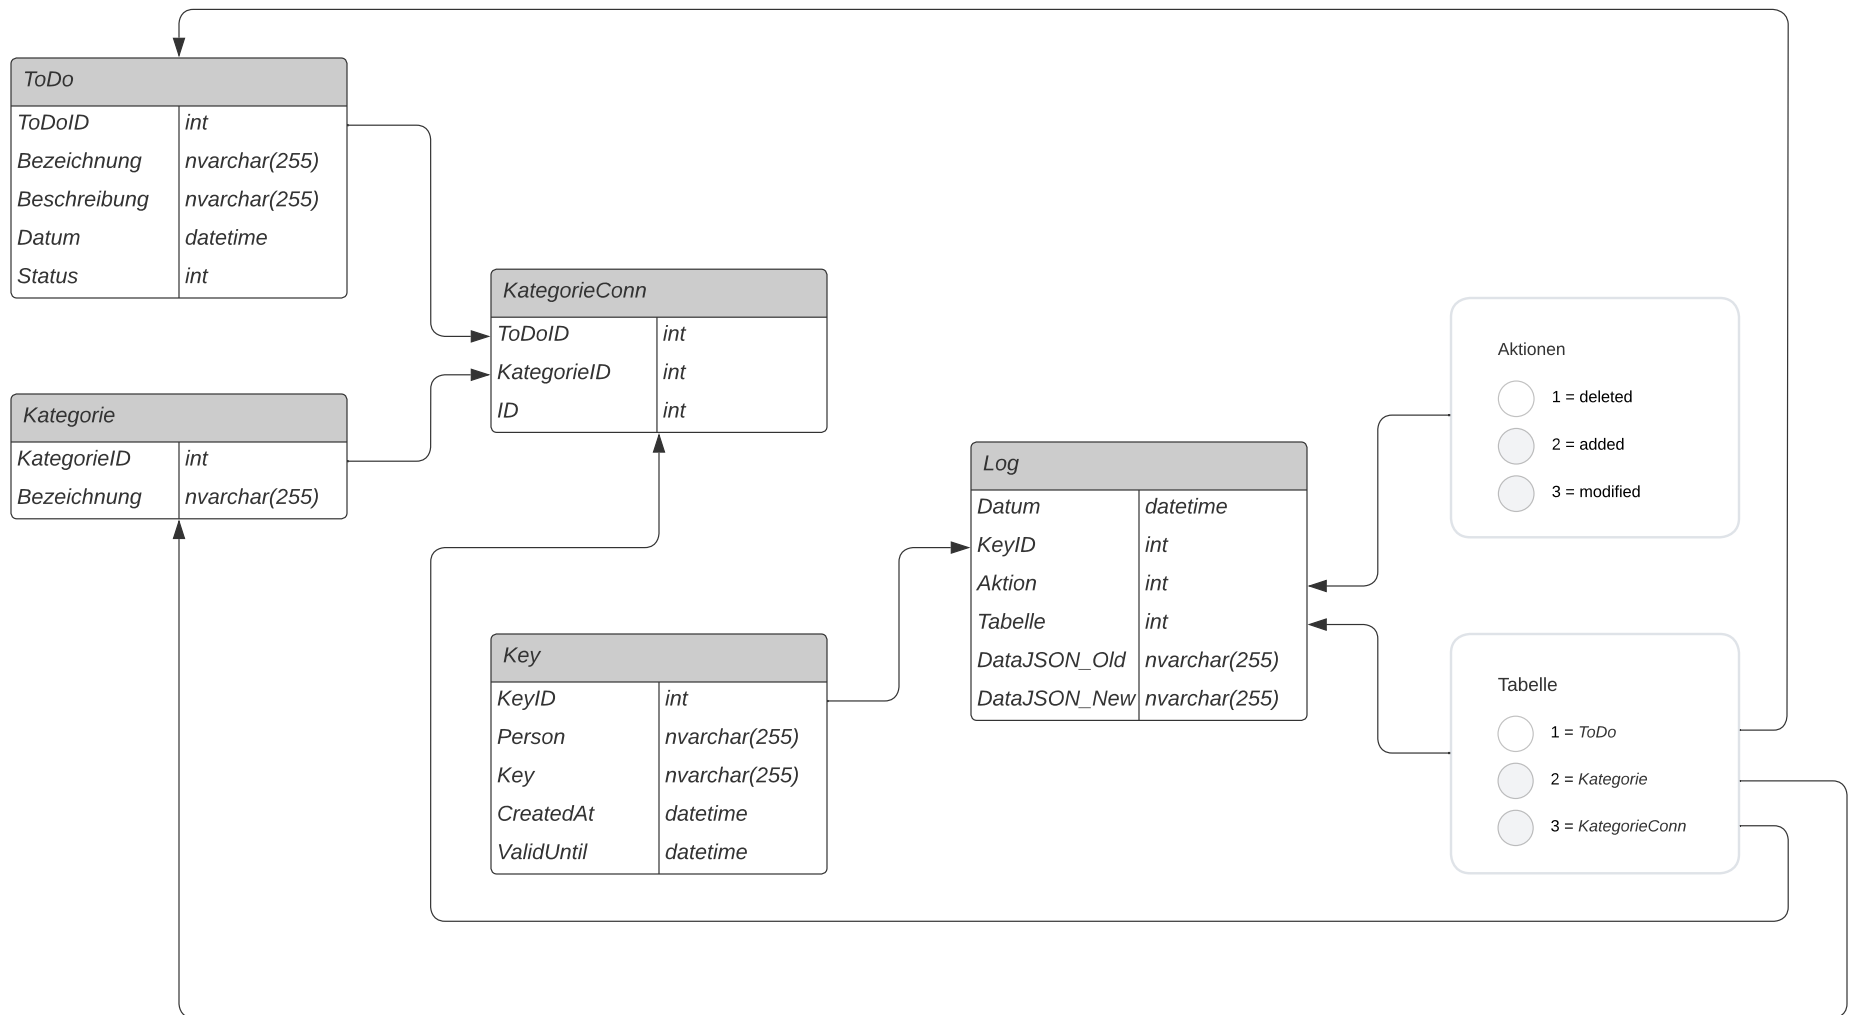 ToDo
ToDoID int
Bezeichnung nvarchar(255)
Beschreibung nvarchar(255)
Datum datetime
Status int
KategorieConn
ToDoID int
KategorieID int
ID int
Kategorie
KategorieID int
Bezeichnung nvarchar(255)
Key
KeyID int
Person nvarchar(255)
Key nvarchar(255)
CreatedAt datetime
ValidUntil datetime
Log
Datum datetime
KeyID int
Aktion int
Tabelle int
DataJSON_Old nvarchar(255)
DataJSON_New nvarchar(255)
Aktionen
1 = deleted
2 = added
3 = modified
Tabelle
1 = ToDo
2 = Kategorie
3 = KategorieConn